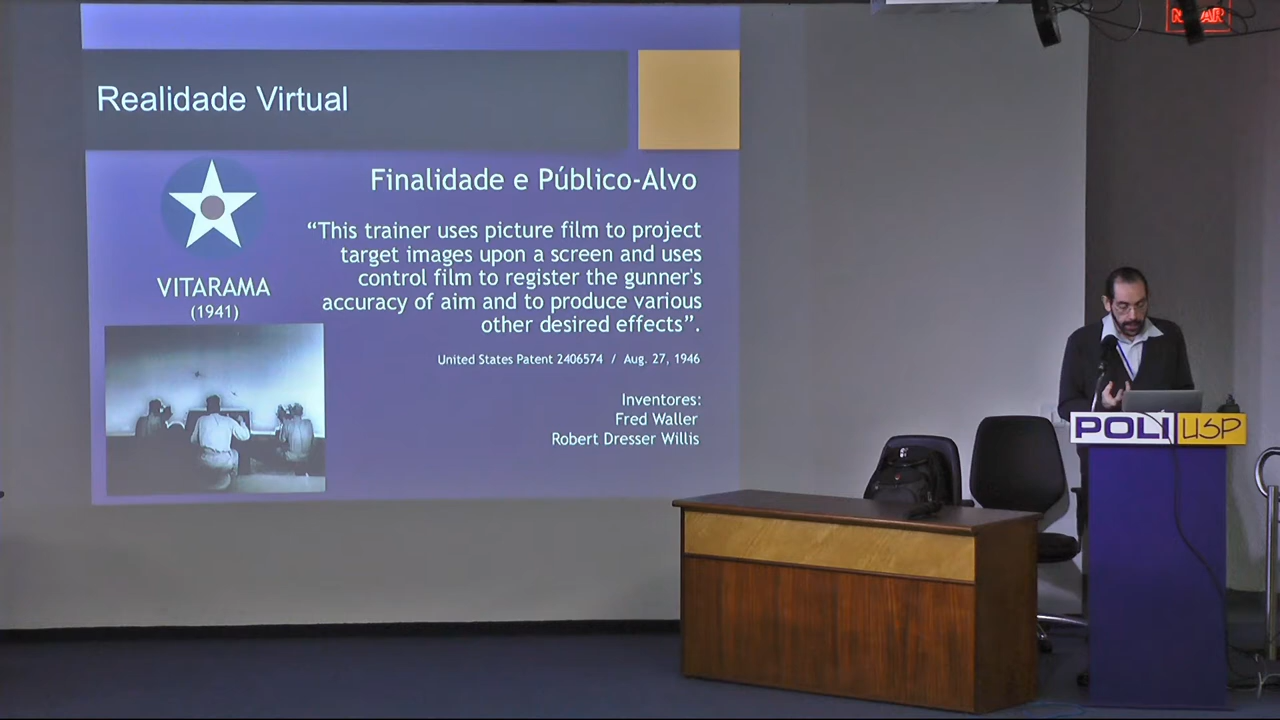 Realidade Virtual
Finalidade e Público-Alvo
“This trainer uses picture film to project
target images upon a screen and uses
control film to register the gunner's
accuracy of aim and to produce various
other desired effects”.
United States Patent 2406574 / Aug. 27, 1946
Inventores:
Fred Waller
Robert Dresser Willis
VITARAMA
(1941)
POLI USP